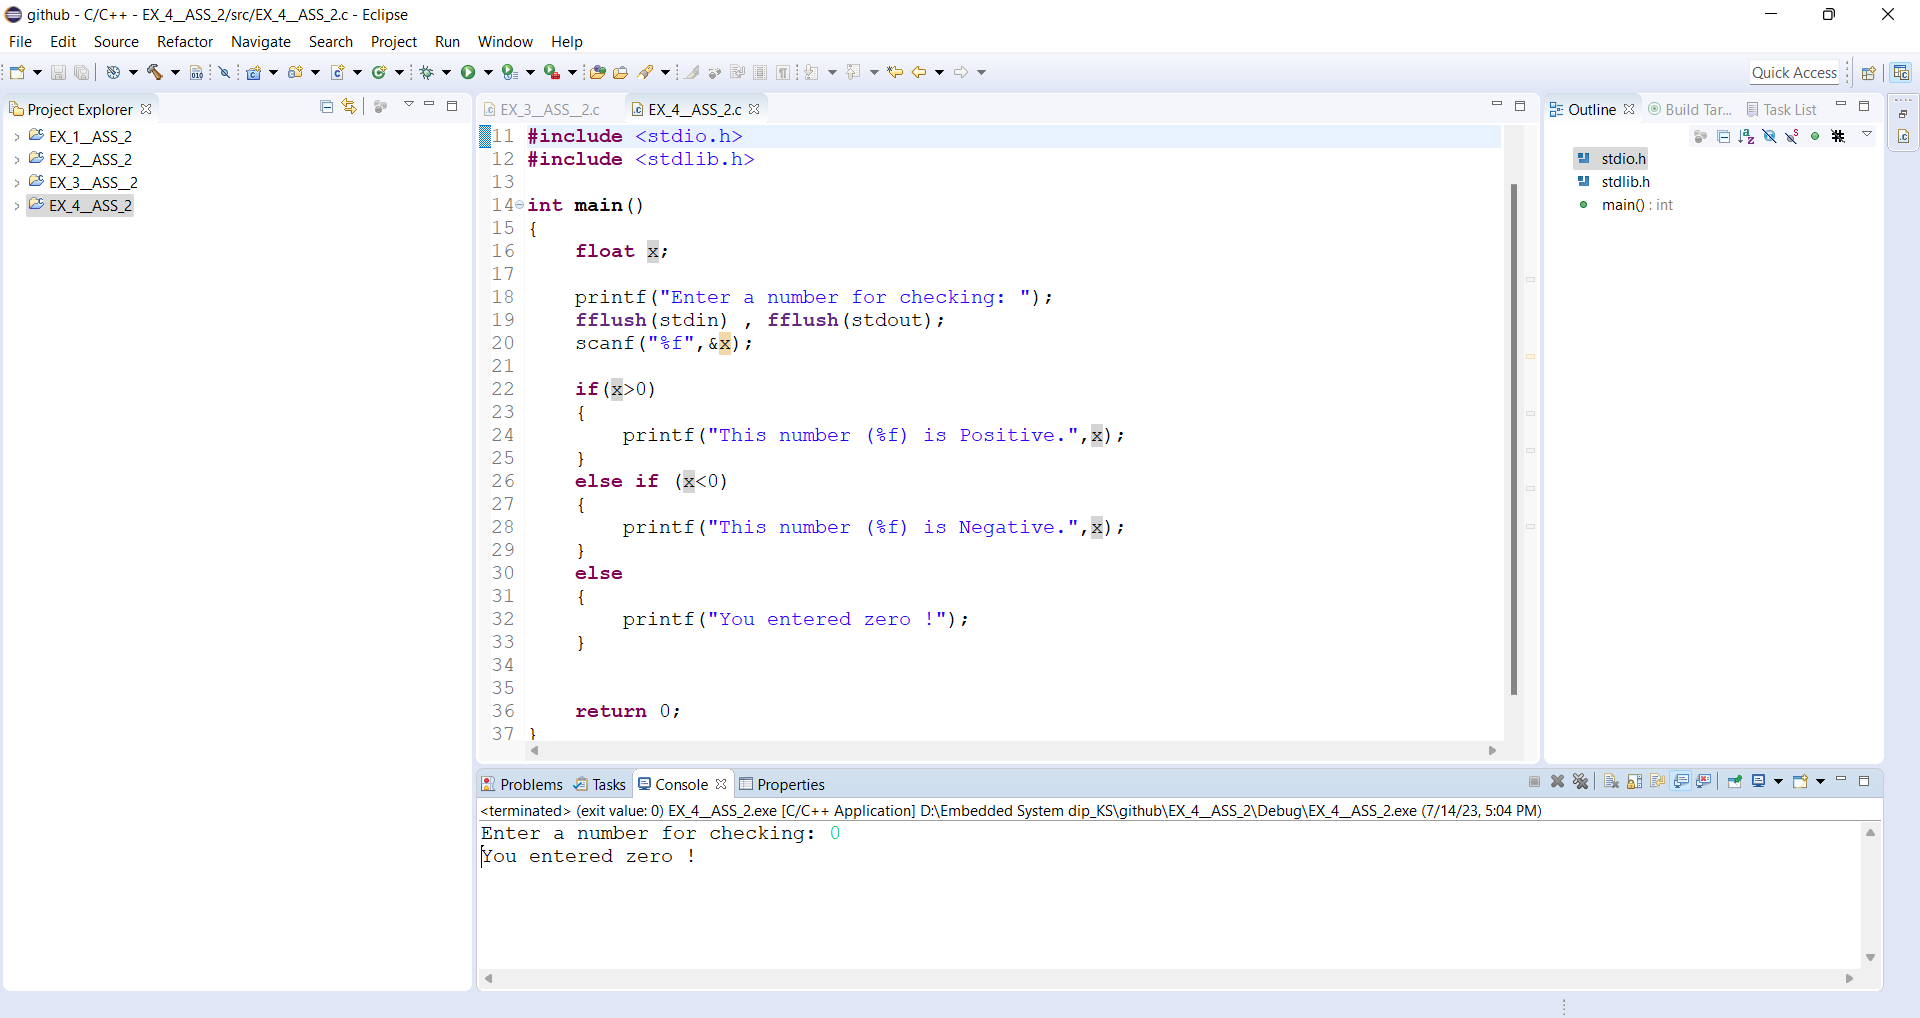 github - C/C++ - EX_4__ASS_2/src/EX_4__ASS_2.c - Eclipse
File Edit Source Refactor Navigate Search Project Run Window Help
Quick Access
Project Explorer
EX_1__ASS_2
EX_2__ASS_2
EX_3__ASS__2
EX_4__ASS_2
EX_3__ASS__2.c EX_4__ASS_2.c
11 #include <stdio.h>
12 #include <stdlib.h>
13
14 int main()
15 {
16 float x;
17
18 printf("Enter a number for checking: ");
19 fflush(stdin) , fflush(stdout);
20 scanf("%f",&x);
21
22 if(x>0)
23 {
24 printf("This number (%f) is Positive.",x);
25 }
26 else if (x<0)
27 {
28 printf("This number (%f) is Negative.",x);
29 }
30 else
31 {
32 printf("You entered zero !");
33 }
34
35
36 return 0;
37 }
Outline Build Tar... Task List
stdio.h
stdlib.h
main() : int
Problems Tasks Console Properties
<terminated> (exit value: 0) EX_4__ASS_2.exe [C/C++ Application] D:\Embedded System dip_KS\github\EX_4__ASS_2\Debug\EX_4__ASS_2.exe (7/14/23, 5:04 PM)
Enter a number for checking: 0
You entered zero !